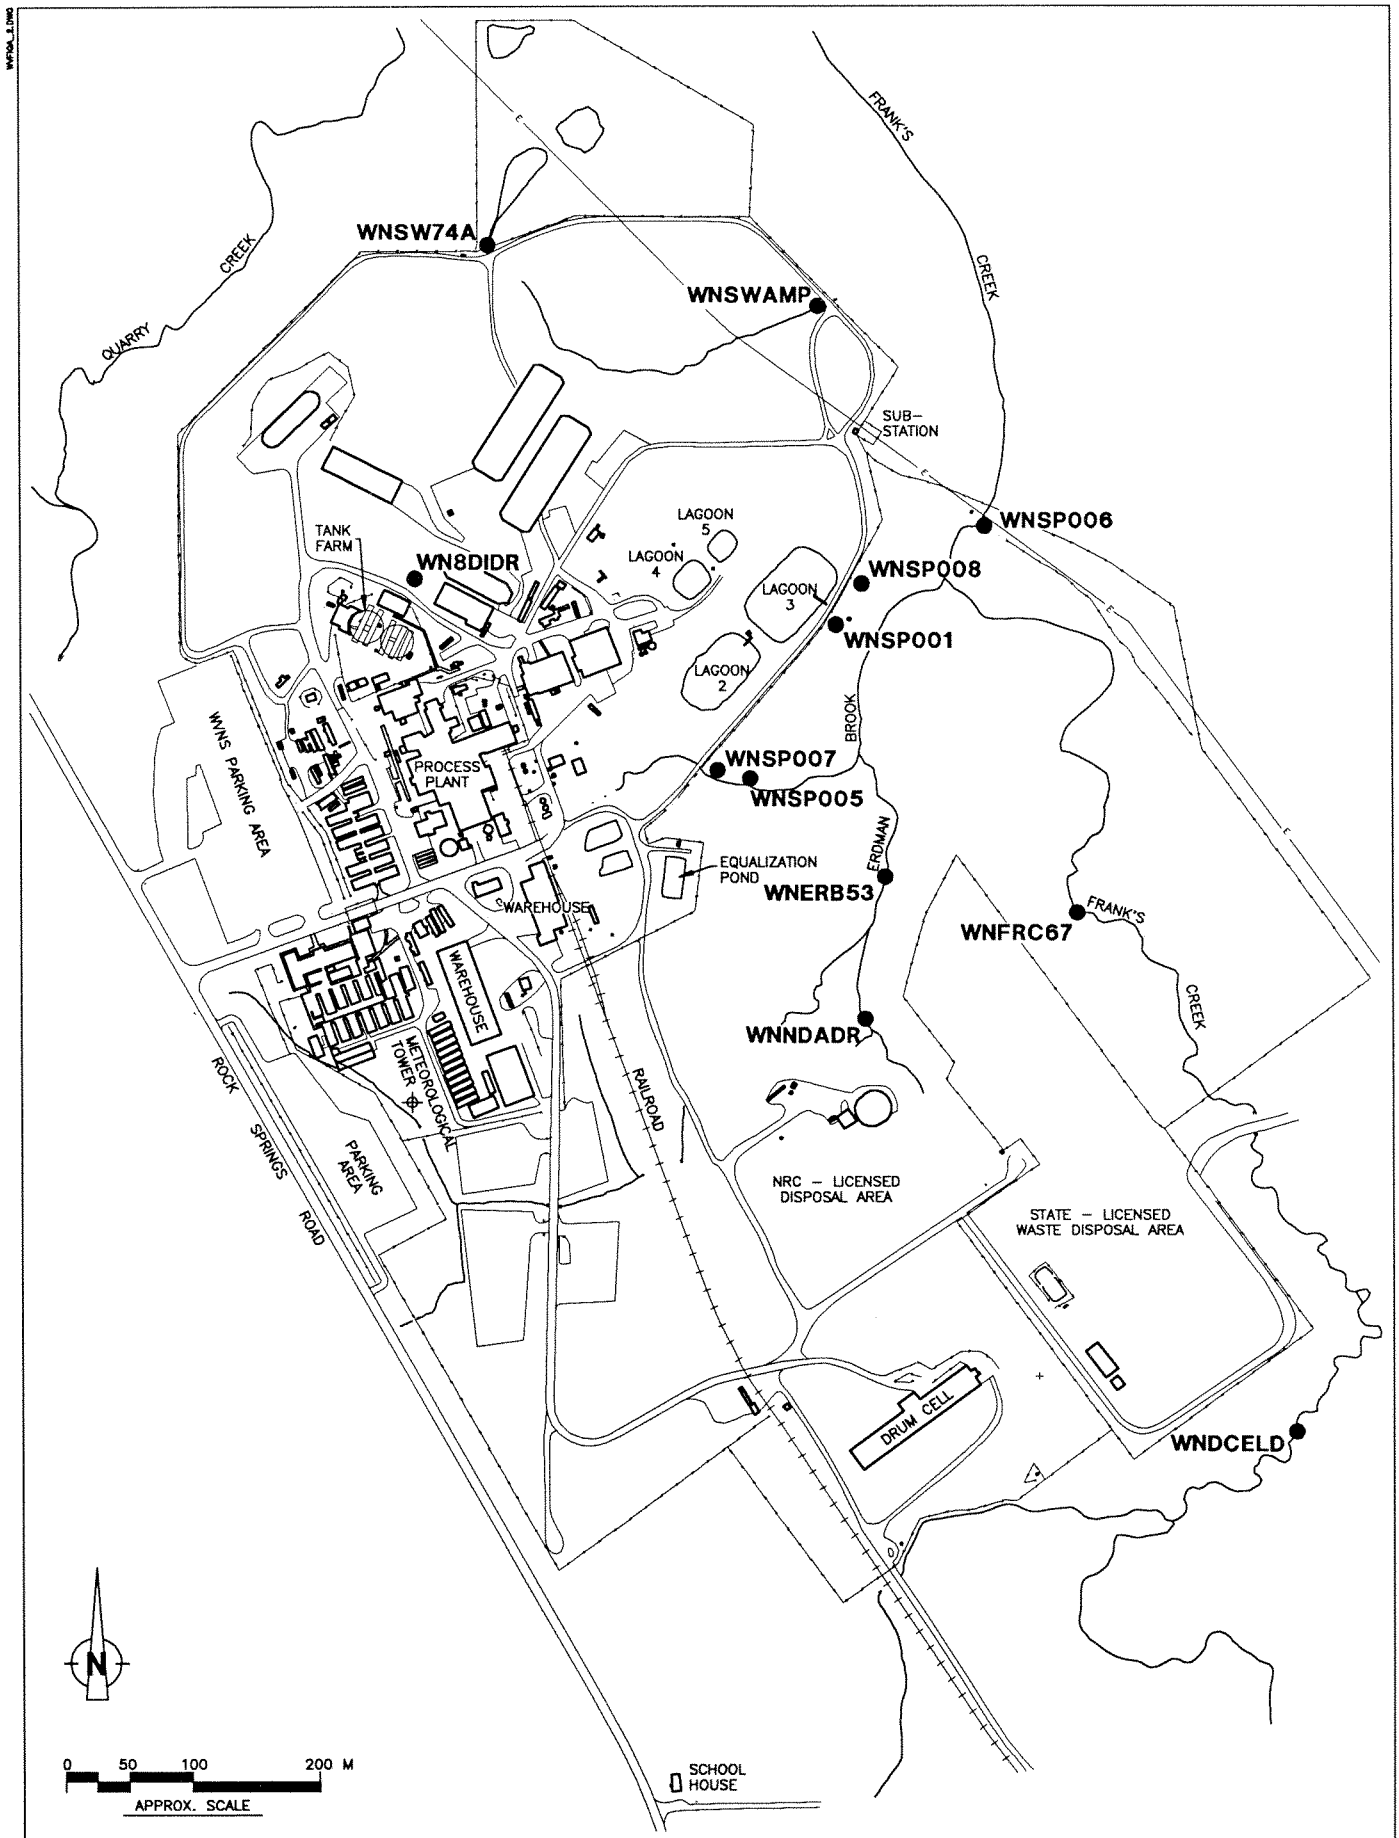 WVFIGA_2.DWG
FRANK'S
CREEK
WNSW74A
CREEK
QUARRY
WNSWAMP
E
SUB-
STATION
E
WNSP006
LAGOON
5
LAGOON
4
TANK
FARM
WN8DIDR
WNSP008
LAGOON
3
WNSP001
E
LAGOON
2
BROOK
WVNS PARKING AREA
PROCESS
PLANT
WNSP007
WNSP005
ERDMAN
E
EQUALIZATION
POND
WNERB53
WAREHOUSE
FRANK'S
WNFRC67
WAREHOUSE
CREEK
WNNDADR
METEOROLOGICAL
TOWER
RAILROAD
ROCK
SPRINGS
ROAD
PARKING
AREA
NRC - LICENSED
DISPOSAL AREA
STATE - LICENSED
WASTE DISPOSAL AREA
DRUM CELL
WNDCELD
N
0 50 100 200 M
APPROX. SCALE
SCHOOL
HOUSE